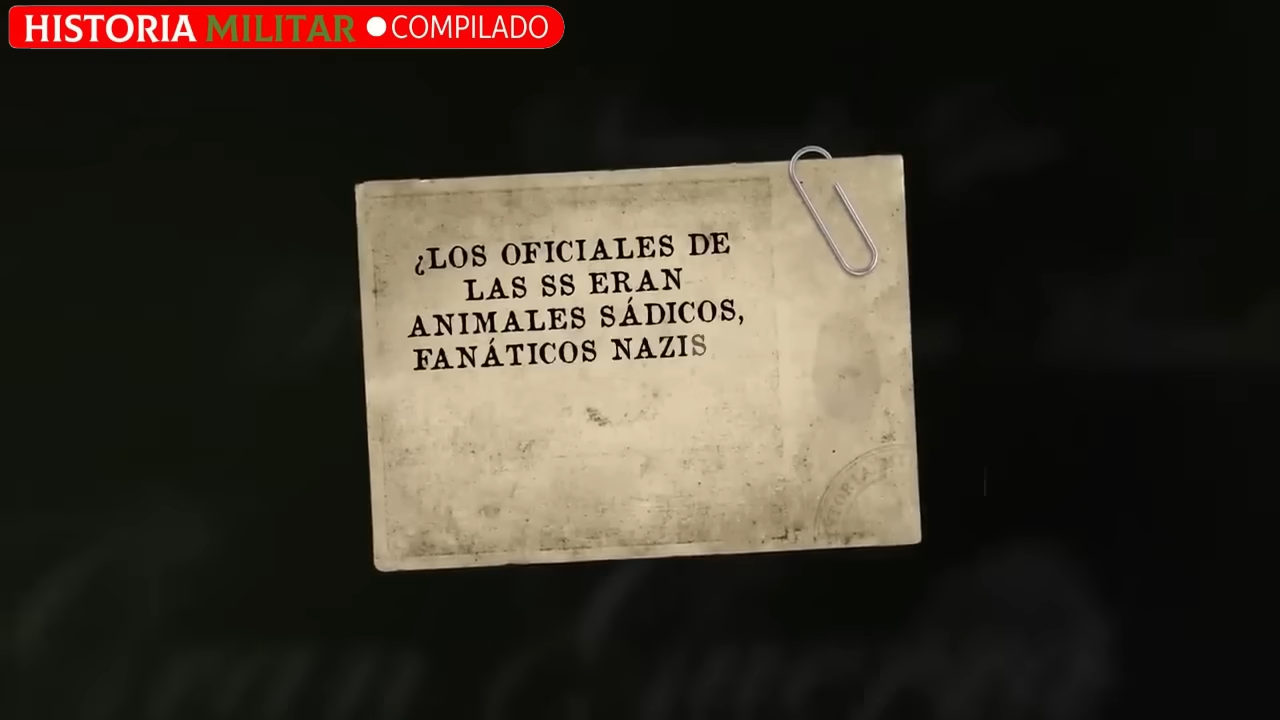 HISTORIA MILITAR COMPILADO
¿LOS OFICIALES DE
LAS SS ERAN
ANIMALES SÁDICOS,
FANÁTICOS NAZIS